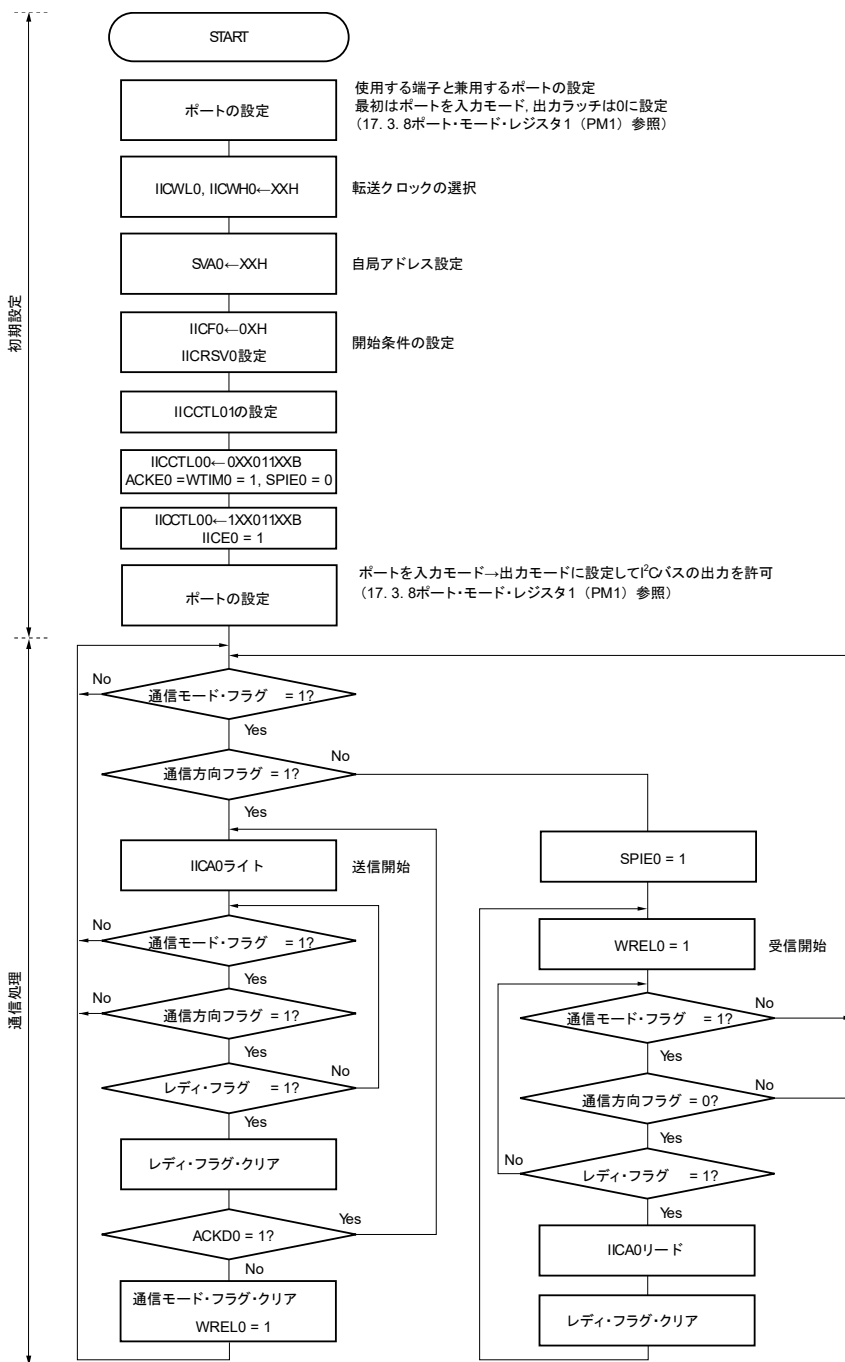 START
ポートの設定
使用する端子と兼用するポートの設定
最初はポートを入力モード, 出力ラッチは0に設定
(17. 3. 8ポート・モード・レジスタ1 (PM1) 参照)
IICWL0, IICWH0←XXH
転送クロックの選択
SVA0←XXH
自局アドレス設定
IICF0←0XH
IICRSV0設定
開始条件の設定
IICCTL01の設定
IICCTL00←0XX011XXB
ACKE0 =WTIM0 = 1, SPIE0 = 0
IICCTL00←1XX011XXB
IICE0 = 1
ポートの設定
ポートを入力モード→出力モードに設定してI²Cバスの出力を許可
(17. 3. 8ポート・モード・レジスタ1 (PM1) 参照)
初期設定
通信処理
No
通信モード・フラグ = 1?
Yes
通信方向フラグ = 1?
No
Yes
IICA0ライト
送信開始
No
通信モード・フラグ = 1?
Yes
No
通信方向フラグ = 1?
Yes
レディ・フラグ = 1?
No
Yes
レディ・フラグ・クリア
ACKD0 = 1?
Yes
No
通信モード・フラグ・クリア
WREL0 = 1
SPIE0 = 1
WREL0 = 1
受信開始
通信モード・フラグ = 1?
No
Yes
通信方向フラグ = 0?
No
Yes
No
レディ・フラグ = 1?
Yes
IICA0リード
レディ・フラグ・クリア